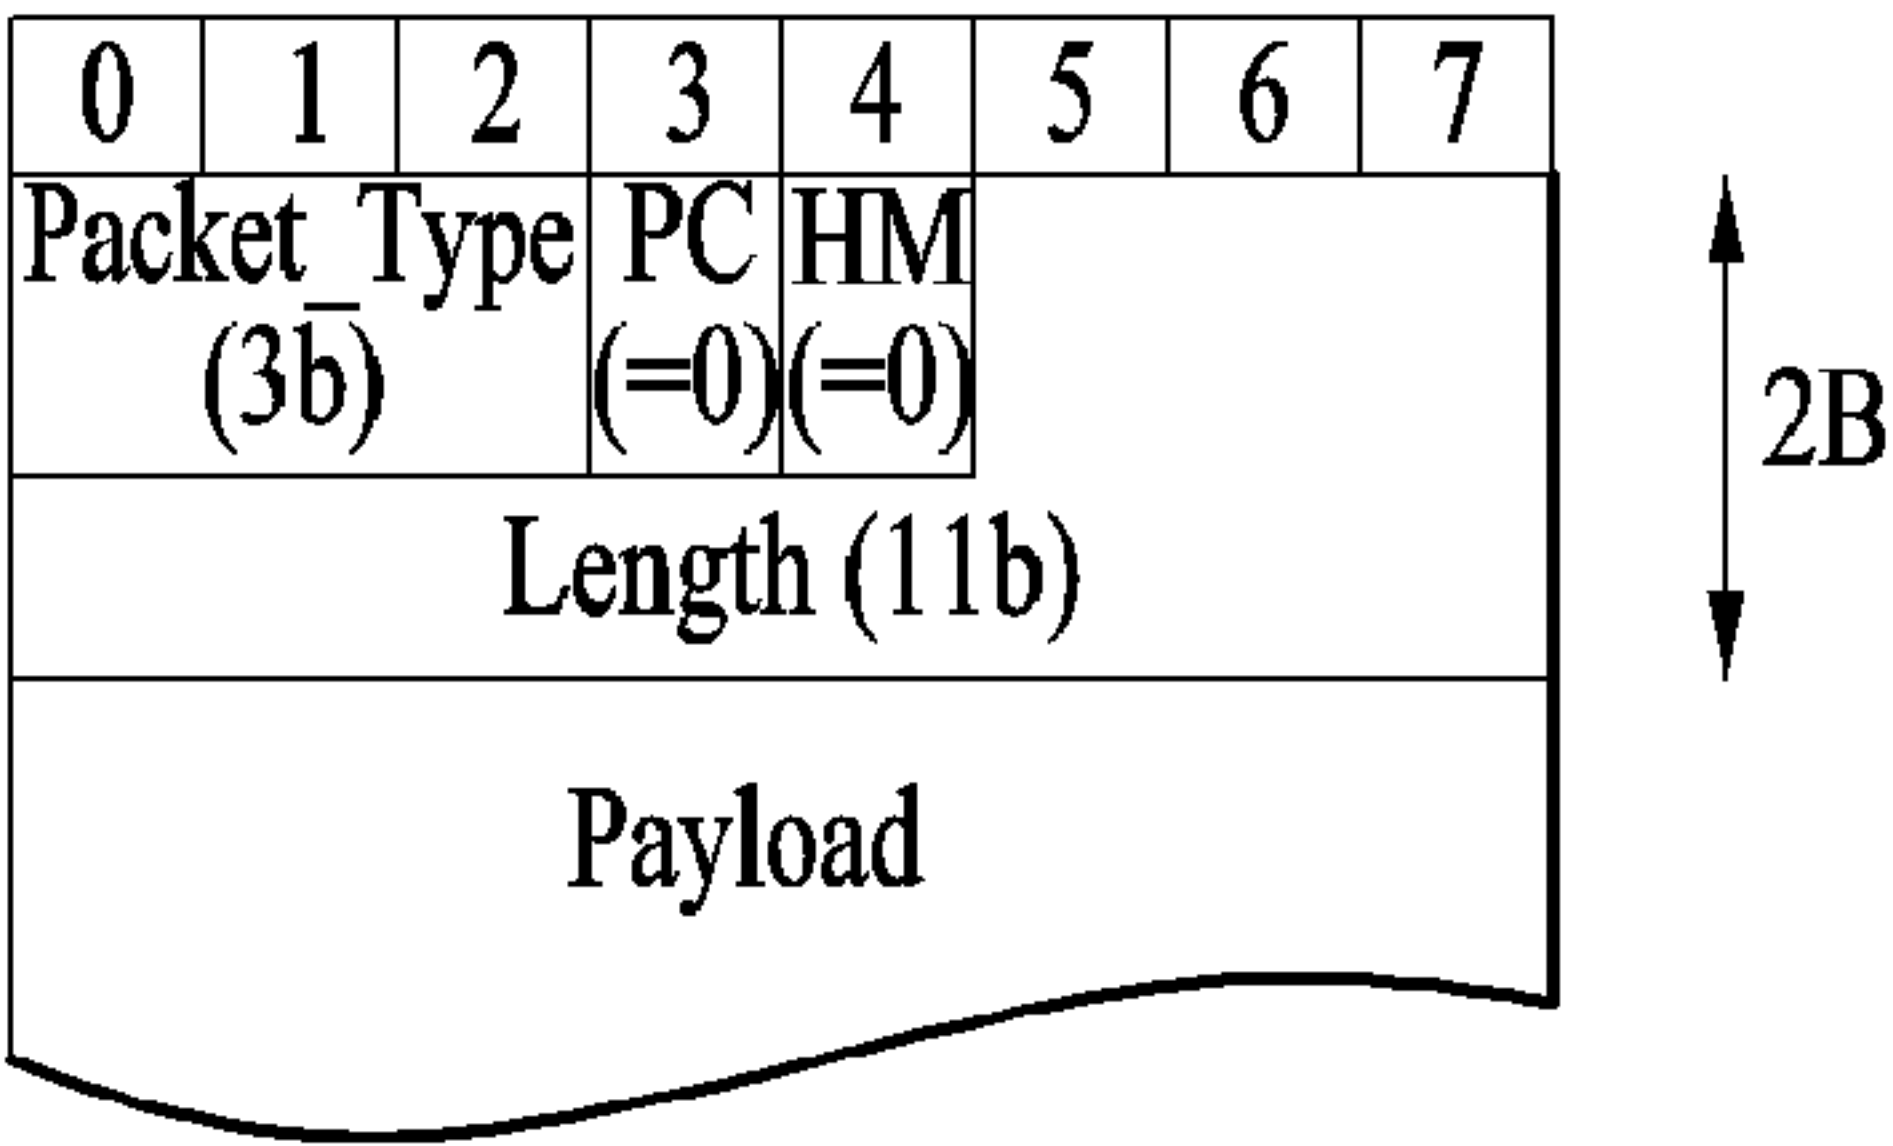 0 1 2 3 4 5 6 7
Packet_Type PC HM
(3b) (=0) (=0)
2B
Length (11b)
Payload